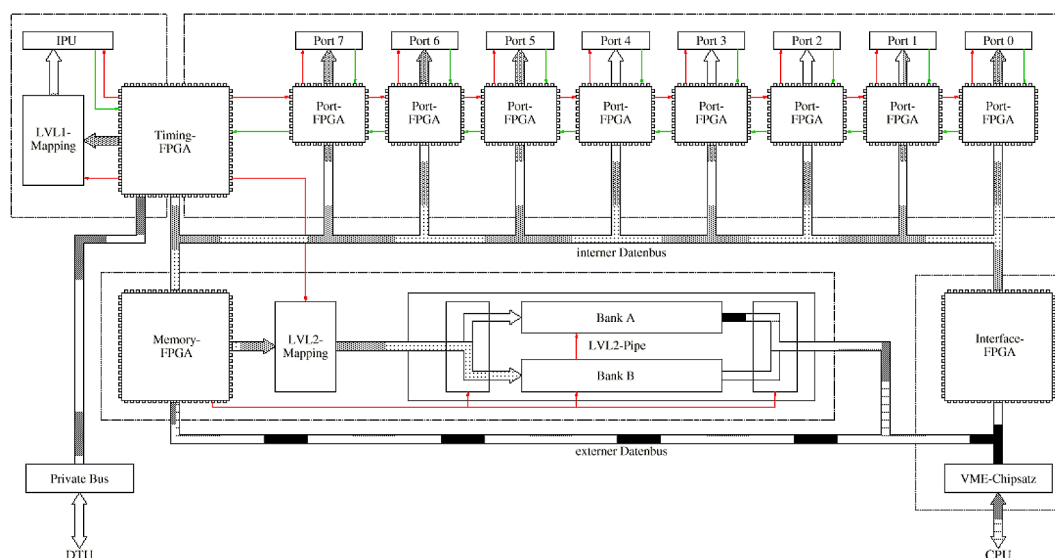 IPU
Port 7
Port 6
Port 5
Port 4
Port 3
Port 2
Port 1
Port 0
LVL1-
Mapping
Timing-
FPGA
Port-
FPGA
Port-
FPGA
Port-
FPGA
Port-
FPGA
Port-
FPGA
Port-
FPGA
Port-
FPGA
Port-
FPGA
interner Datenbus
Memory-
FPGA
LVL2-
Mapping
Bank A
LVL2-Pipe
Bank B
Interface-
FPGA
externer Datenbus
Private Bus
VME-Chipsatz
DTU
CPU